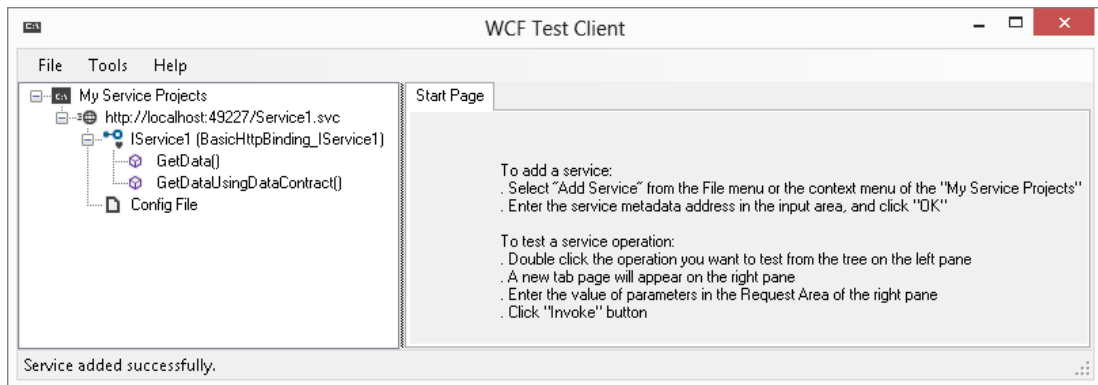 WCF Test Client
File Tools Help
My Service Projects
http://localhost:49227/Service1.svc
IService1 (BasicHttpBinding_IService1)
GetData()
GetDataUsingDataContract()
Config File
Start Page
To add a service:
. Select "Add Service" from the File menu or the context menu of the "My Service Projects"
. Enter the service metadata address in the input area, and click "OK"
To test a service operation:
. Double click the operation you want to test from the tree on the left pane
. A new tab page will appear on the right pane
. Enter the value of parameters in the Request Area of the right pane
. Click "Invoke" button
Service added successfully.